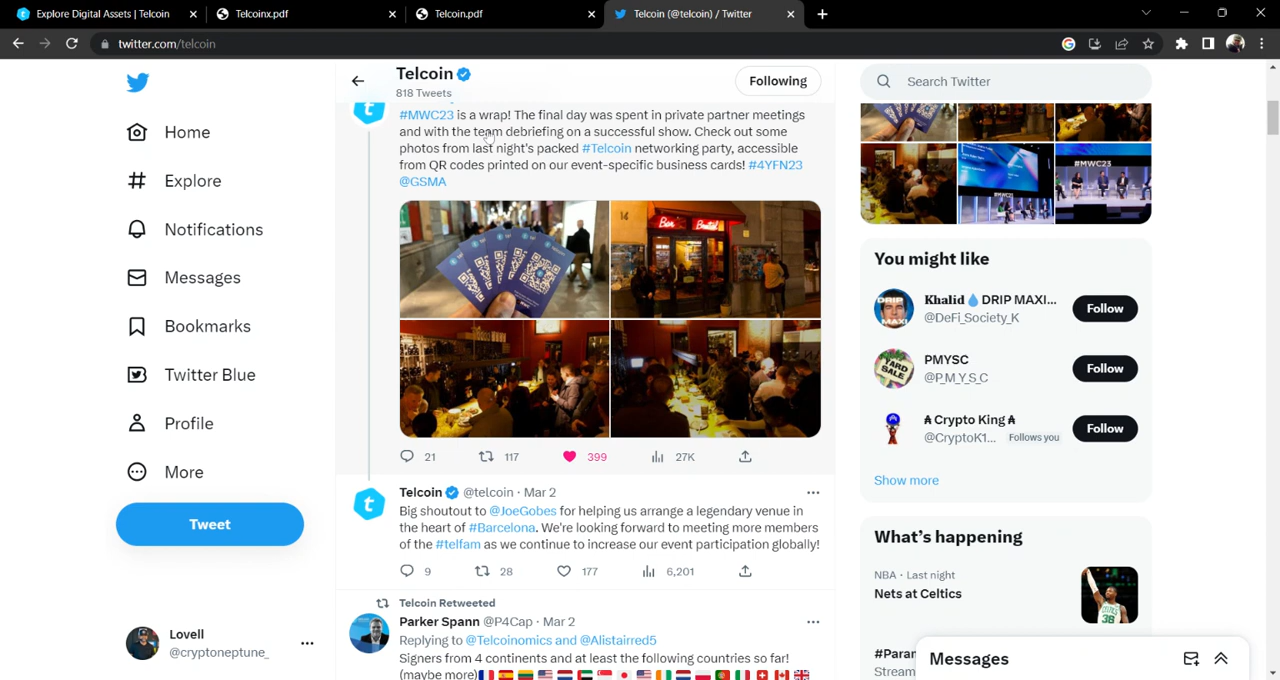 Explore Digital Assets | Telcoin
Telcoinx.pdf
Telcoin.pdf
Telcoin (@telcoin) / Twitter
twitter.com/telcoin
Home
Explore
Notifications
Messages
Bookmarks
Twitter Blue
Profile
More
Tweet
Lovell
@cryptoneptune_
Telcoin
818 Tweets
Following
#MWC23 is a wrap! The final day was spent in private partner meetings
and with the team debriefing on a successful show. Check out some
photos from last night's packed #Telcoin networking party, accessible
from QR codes printed on our event-specific business cards! #4YFN23
@GSMA
21 117 399 27K
Telcoin @telcoin · Mar 2
Big shoutout to @JoeGobes for helping us arrange a legendary venue in
the heart of #Barcelona. We're looking forward to meeting more members
of the #telfam as we continue to increase our event participation globally!
9 28 177 6,201
Telcoin Retweeted
Parker Spann @P4Cap · Mar 2
Replying to @Telcoinomics and @Alistairred5
Signers from 4 continents and at least the following countries so far!
(maybe more)
Search Twitter
#MWC23
You might like
Khalid💧DRIP MAXI...
@DeFi_Society_K
Follow
PMYSC
@P_M_Y_S_C
Follow
₳ Crypto King ₳
@CryptoK1... Follows you
Follow
Show more
What's happening
NBA · Last night
Nets at Celtics
#Param
Stream
Messages